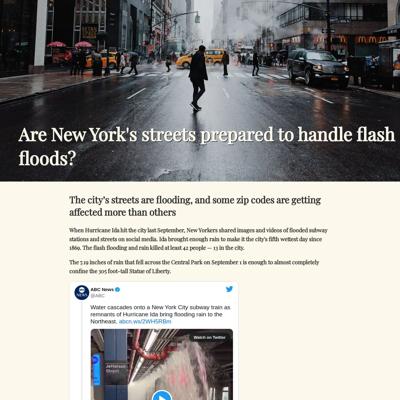 Are New York's streets prepared to handle flash
floods?
The city's streets are flooding, and some zip codes are getting
affected more than others
When Hurricane Ida hit the city last September, New Yorkers shared images and videos of flooded subway
stations and streets on social media. Ida brought enough rain to make it the city's fifth wettest day since
1869. The flash flooding and rain killed at least 42 people — 13 in the city.
The 7.19 inches of rain that fell across the Central Park on September 1 is enough to almost completely
confine the 305 foot-tall Statue of Liberty.
ABC News
@ABC
Water cascades onto a New York City subway train as
remnants of Hurricane Ida bring flooding rain to the
Northeast. abcn.ws/2WH5RBm
Watch on Twitter
Jefferson
Street